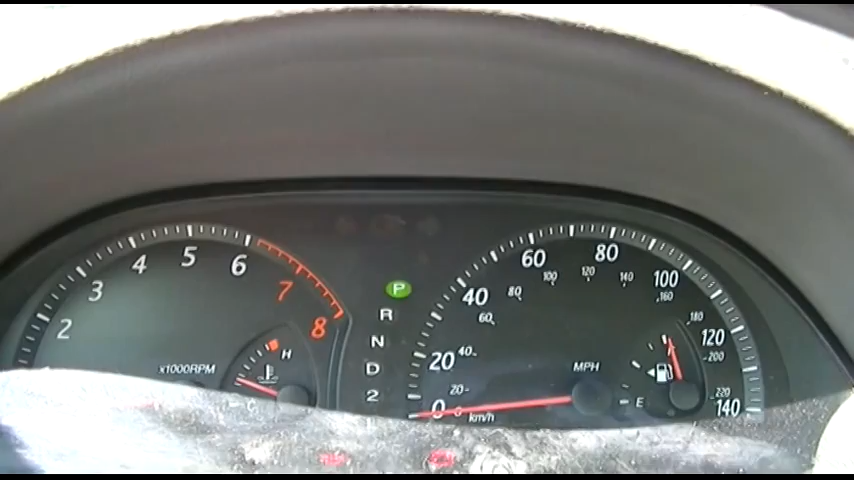 2 3 4 5 6 7 8
x1000RPM
H
C
P
R
N
D
2
0 20 40 60 80 100 120 140
0 20 40 60 80 100 120 140 160 180 200 220
MPH
km/h
F
E